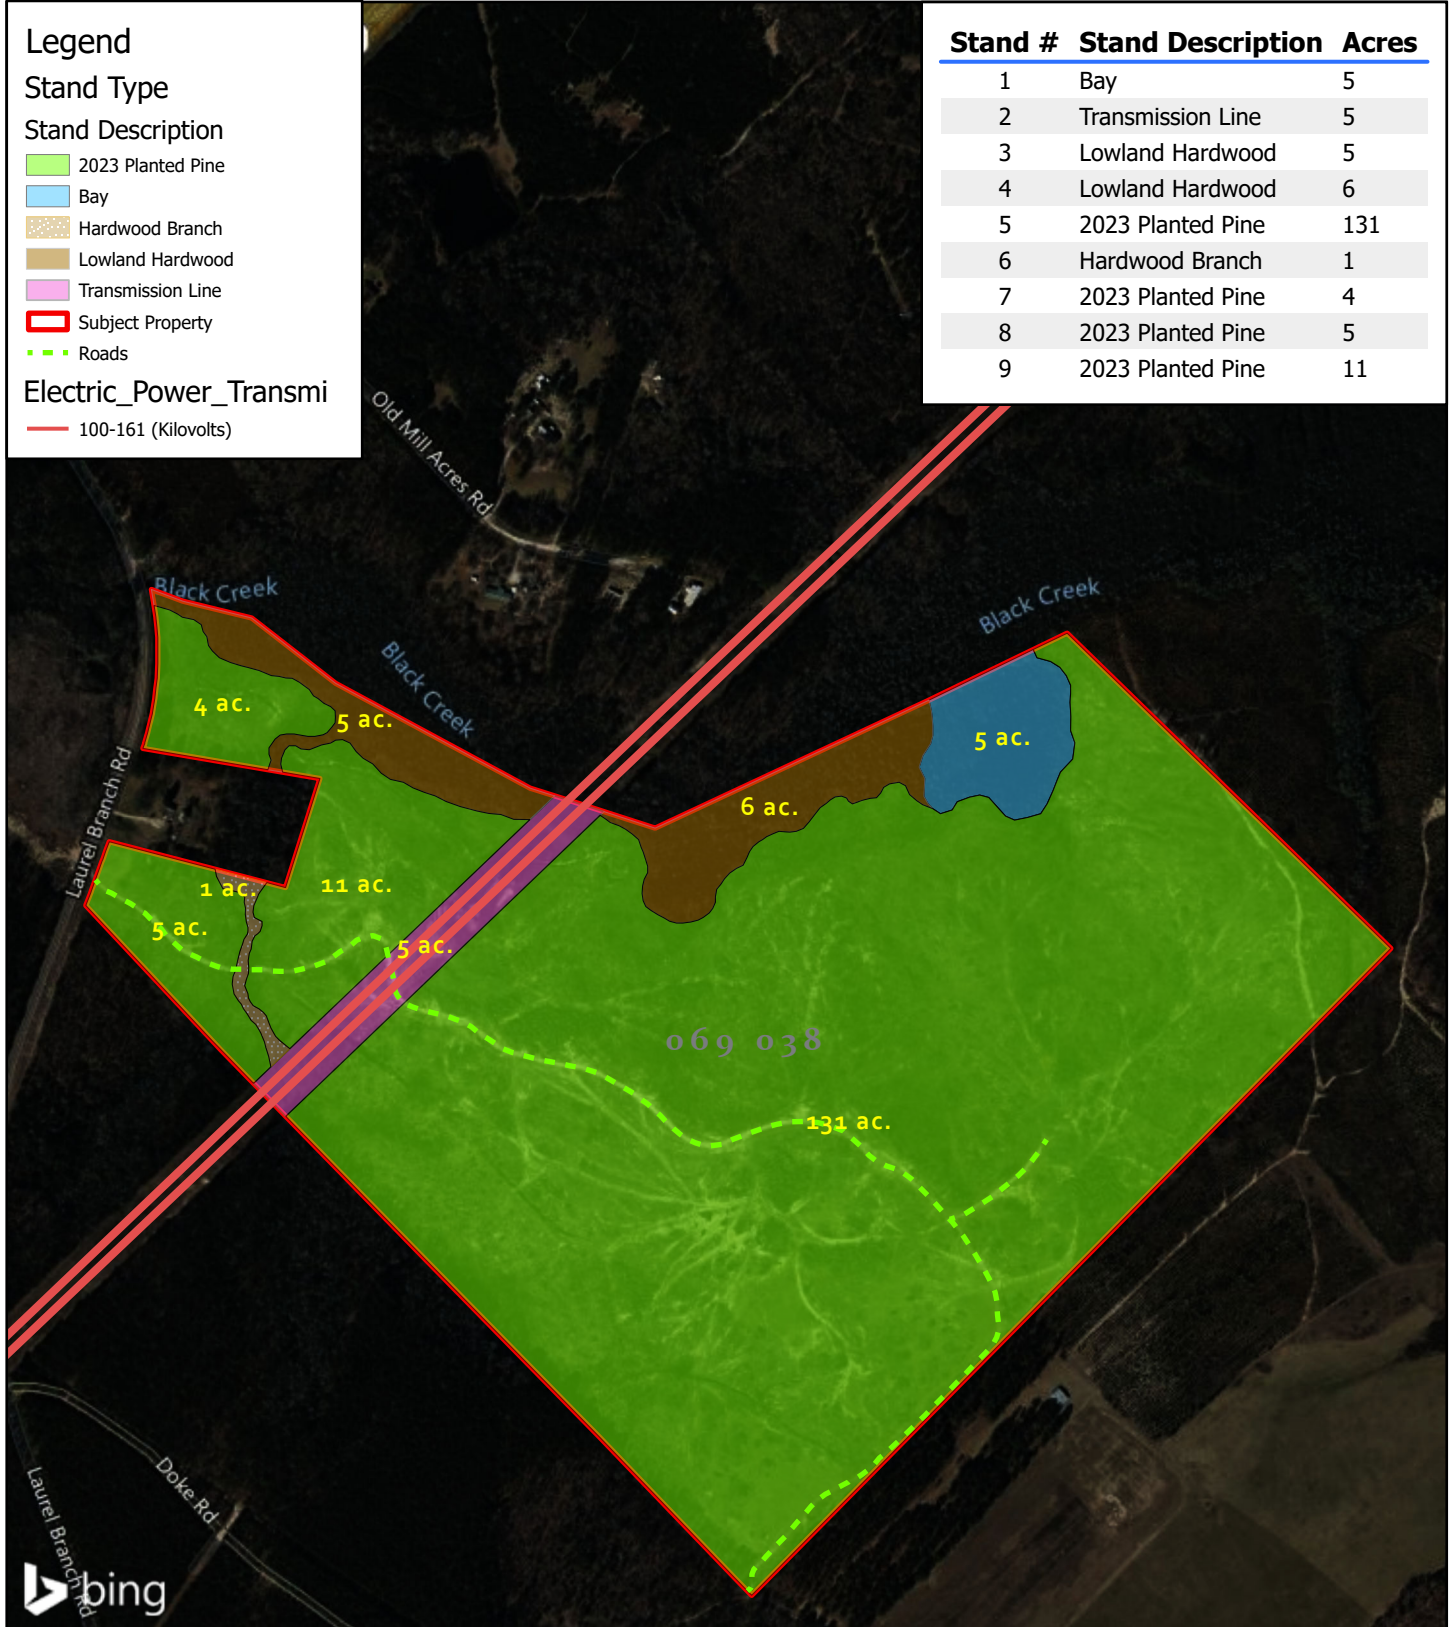 Legend
Stand Type
Stand Description
2023 Planted Pine
Bay
Hardwood Branch
Lowland Hardwood
Transmission Line
Subject Property
Roads
Electric_Power_Transmi
100-161 (Kilovolts)
Stand # Stand Description Acres
1 Bay 5
2 Transmission Line 5
3 Lowland Hardwood 5
4 Lowland Hardwood 6
5 2023 Planted Pine 131
6 Hardwood Branch 1
7 2023 Planted Pine 4
8 2023 Planted Pine 5
9 2023 Planted Pine 11
Old Mill Acres Rd
Black Creek
Black Creek
Black Creek
4 ac.
5 ac.
5 ac.
6 ac.
Laurel Branch Rd
1 ac.
11 ac.
5 ac.
5 ac.
069 038
131 ac.
Doke Rd
Laurel Branch Rd
bing